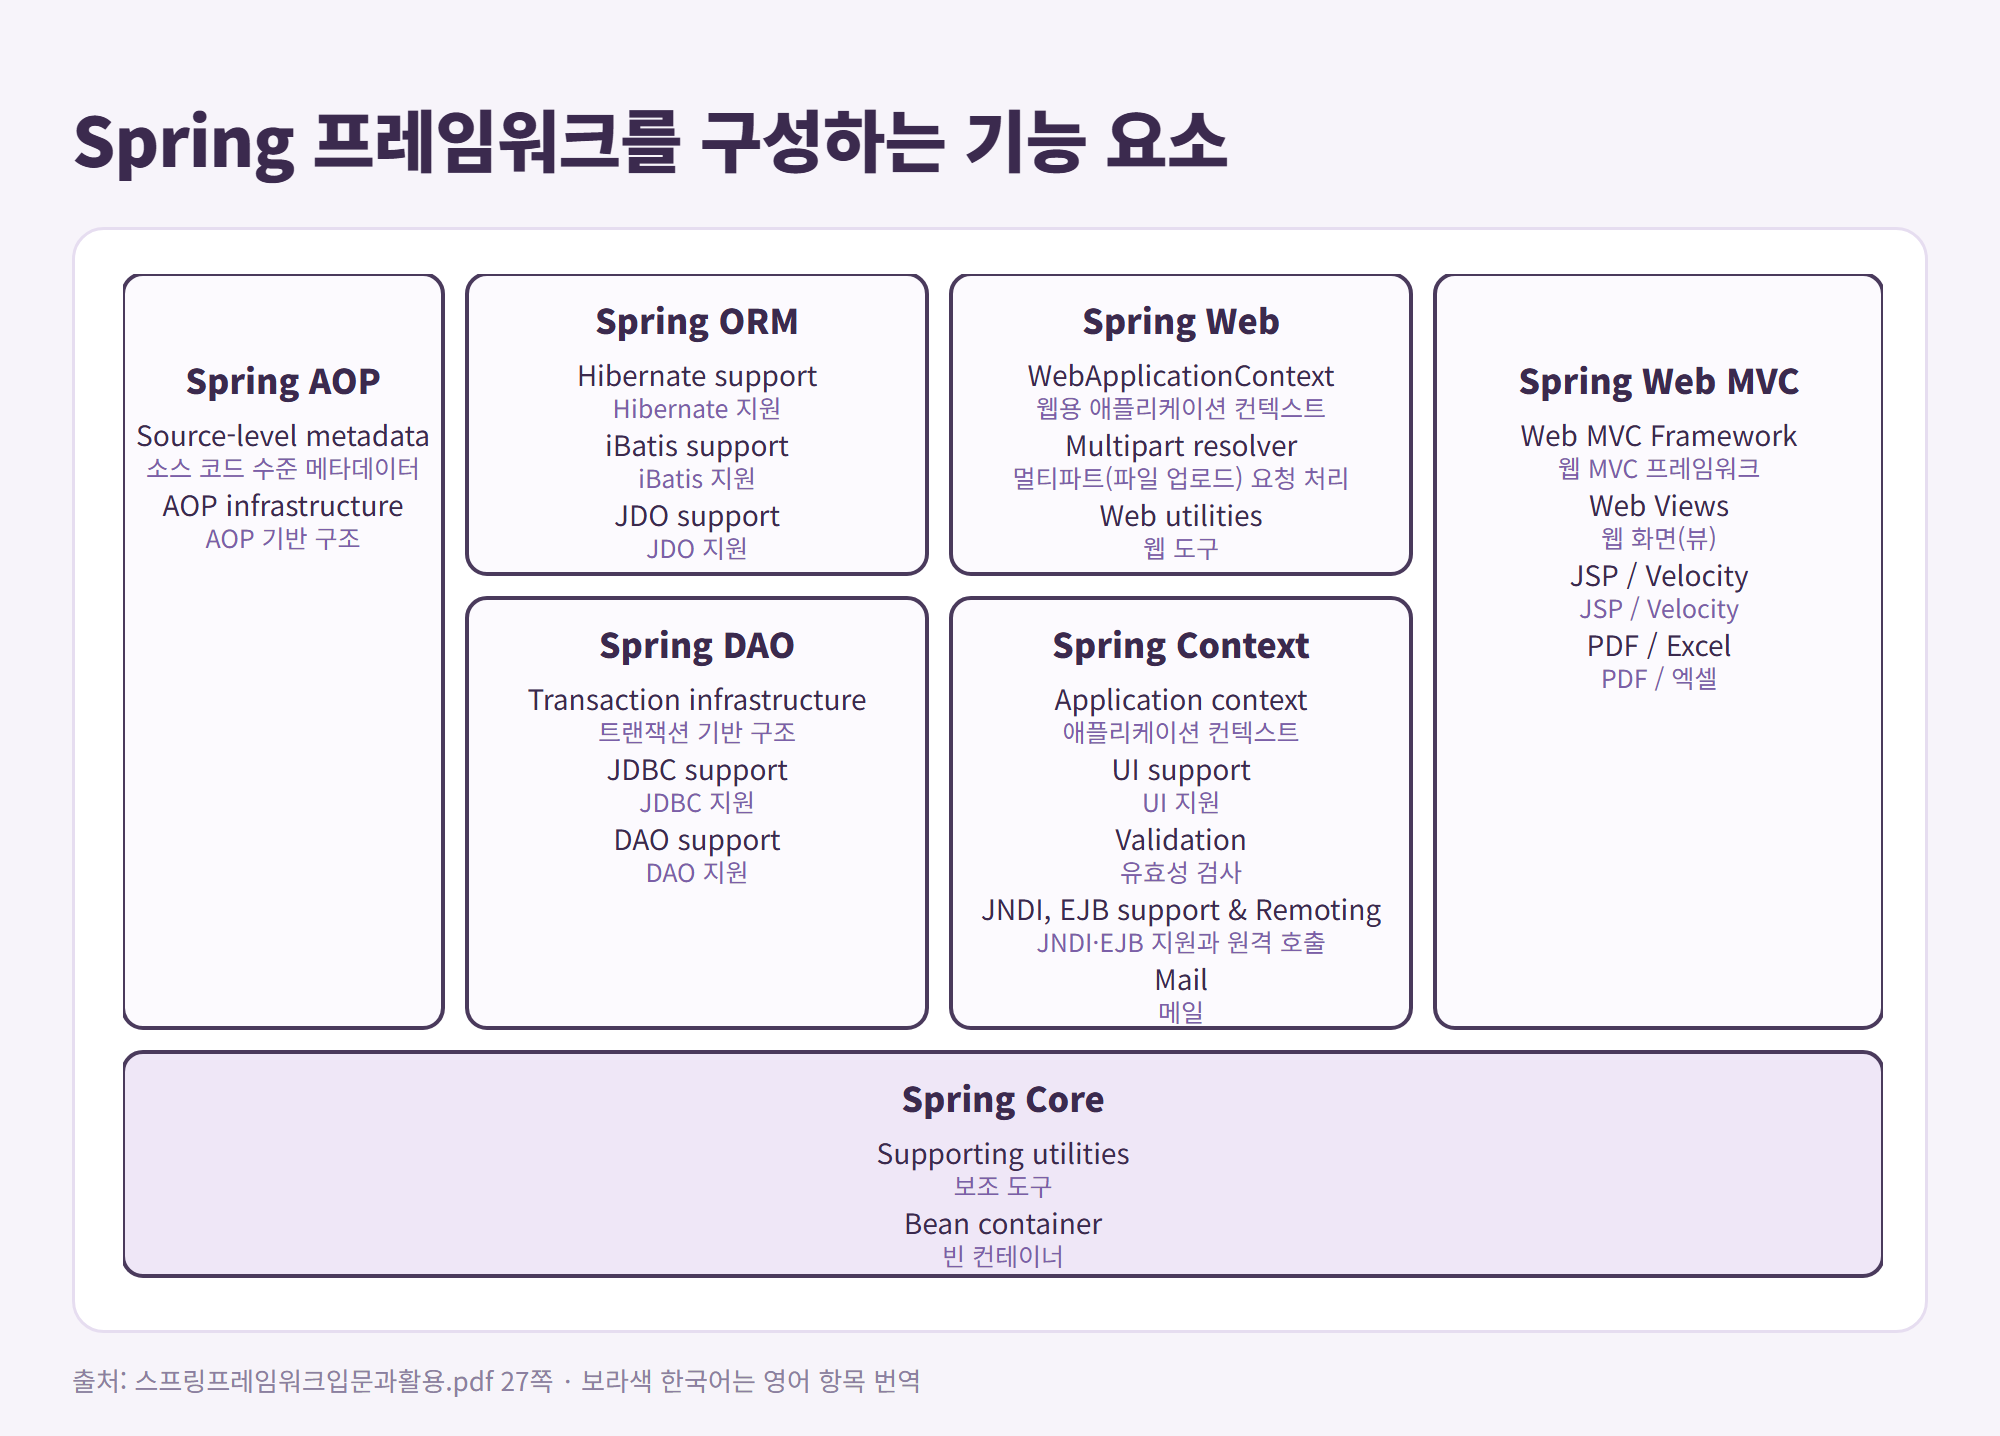 Spring 프레임워크를 구성하는 기능 요소
Spring AOP
Source-level metadata
소스 코드 수준 메타데이터
AOP infrastructure
AOP 기반 구조
Spring ORM
Hibernate support
Hibernate 지원
iBatis support
iBatis 지원
JDO support
JDO 지원
Spring Web
WebApplicationContext
웹용 애플리케이션 컨텍스트
Multipart resolver
멀티파트(파일 업로드) 요청 처리
Web utilities
웹 도구
Spring Web MVC
Web MVC Framework
웹 MVC 프레임워크
Web Views
웹 화면(뷰)
JSP / Velocity
JSP / Velocity
PDF / Excel
PDF / 엑셀
Spring DAO
Transaction infrastructure
트랜잭션 기반 구조
JDBC support
JDBC 지원
DAO support
DAO 지원
Spring Context
Application context
애플리케이션 컨텍스트
UI support
UI 지원
Validation
유효성 검사
JNDI, EJB support & Remoting
JNDI·EJB 지원과 원격 호출
Mail
메일
Spring Core
Supporting utilities
보조 도구
Bean container
빈 컨테이너
출처: 스프링프레임워크입문과활용.pdf 27쪽 · 보라색 한국어는 영어 항목 번역